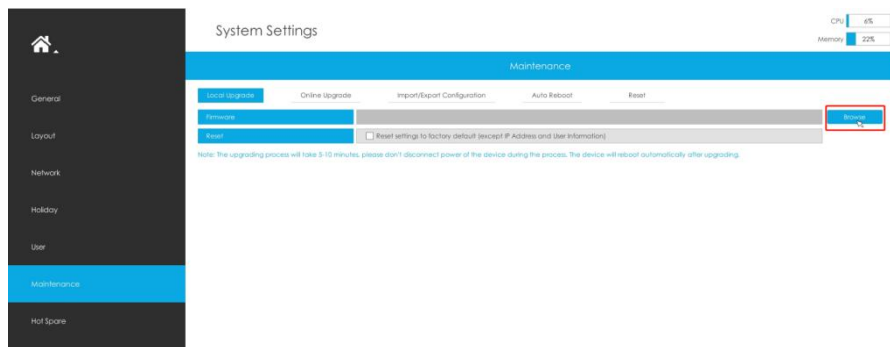 System Settings
CPU 6%
Memory 22%
Maintenance
General
Layout
Network
Holiday
User
Maintenance
Hot Spare
Local Upgrade Online Upgrade Import/Export Configuration Auto Reboot Reset
Firmware Browse
Reset Reset settings to factory default (except IP Address and User Information)
Note: The upgrading process will take 5-10 minutes, please don't disconnect power of the device during the process. The device will reboot automatically after upgrading.